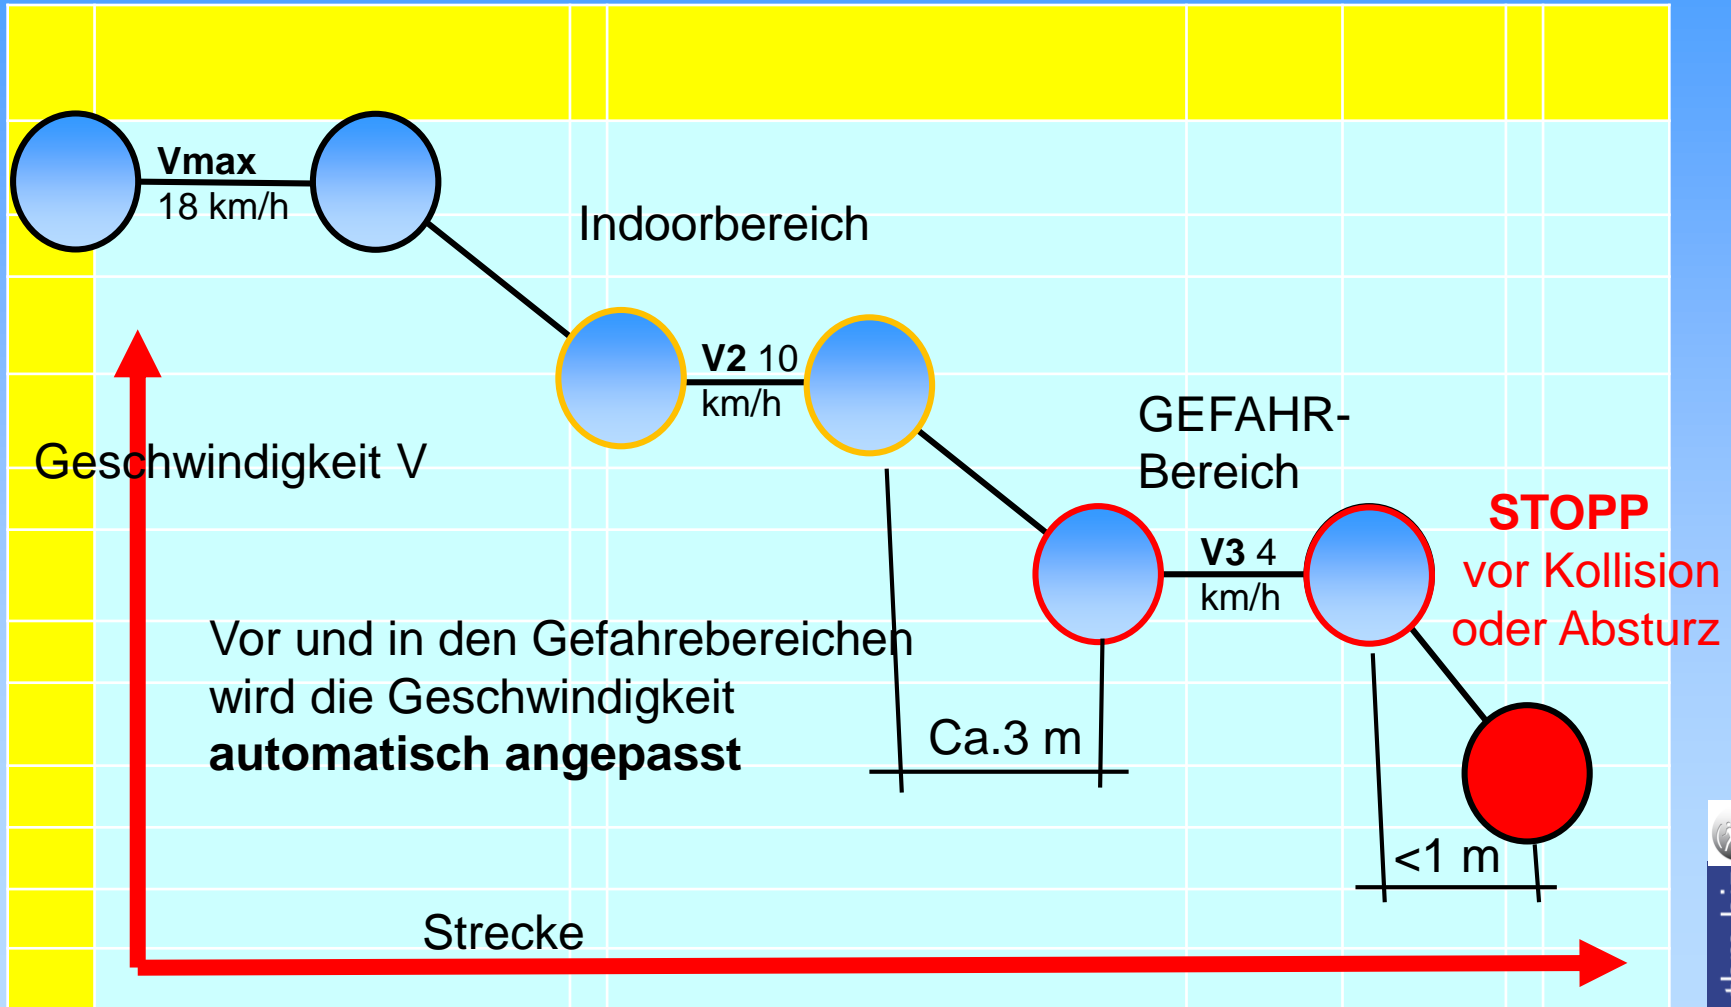 Vmax
18 km/h
Indoorbereich
V2 10
km/h
GEFAHR-
Bereich
Geschwindigkeit V
STOPP
vor Kollision
oder Absturz
V3 4
km/h
Vor und in den Gefahrebereichen
wird die Geschwindigkeit
automatisch angepasst
Ca.3 m
<1 m
Strecke